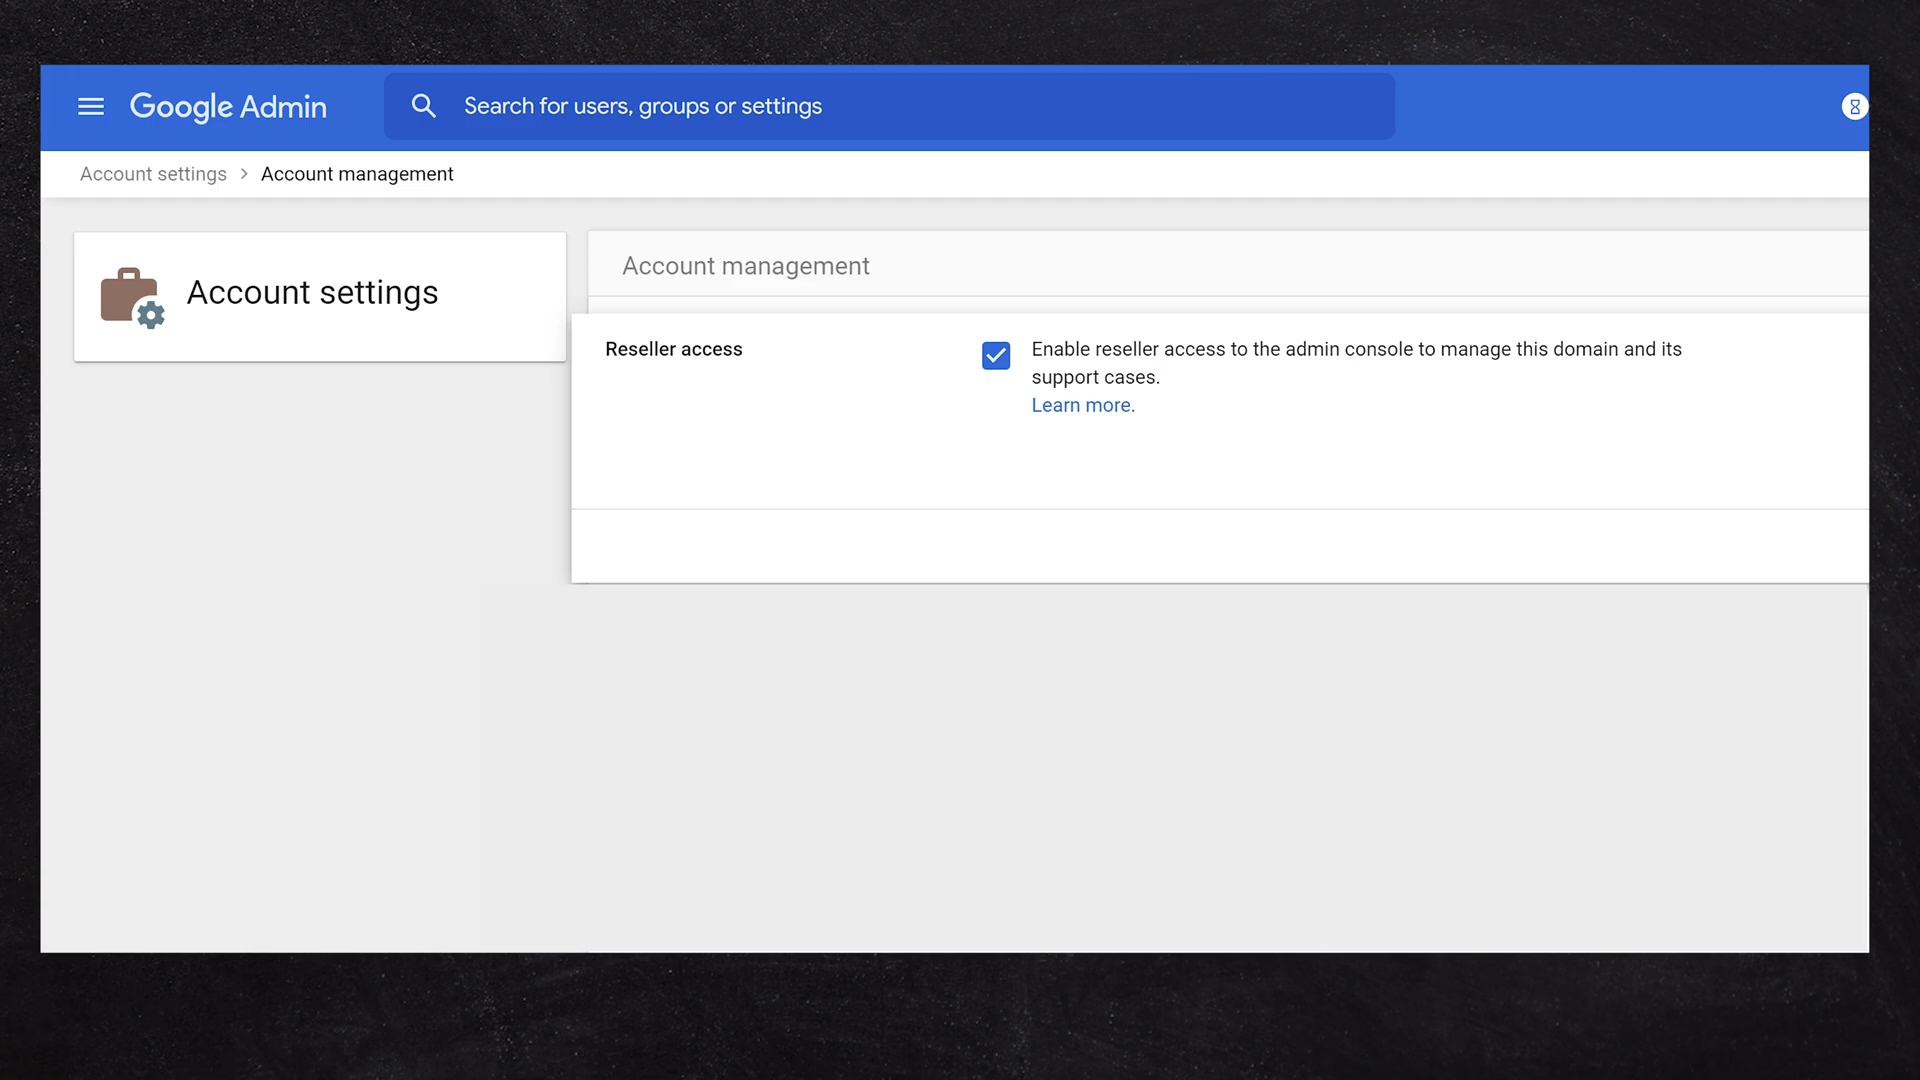 Google Admin
Search for users, groups or settings
Account settings > Account management
Account settings
Account management
Reseller access
Enable reseller access to the admin console to manage this domain and its
support cases.
Learn more.